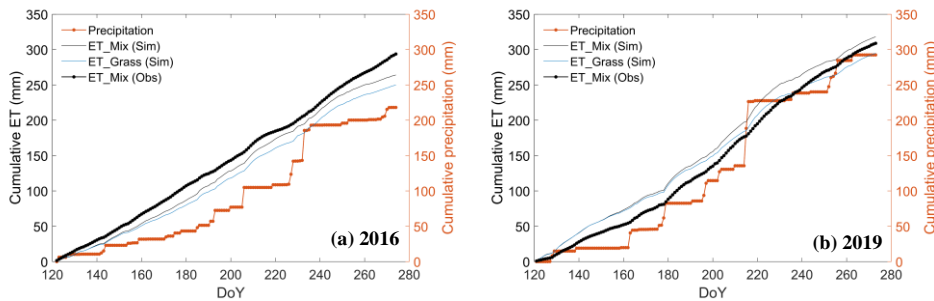 350
300
250
200
150
100
50
0
Cumulative ET (mm)
Precipitation
ET_Mix (Sim)
ET_Grass (Sim)
ET_Mix (Obs)
(a) 2016
350
300
250
200
150
100
50
0
Cumulative precipitation (mm)
120 140 160 180 200 220 240 260 280
DoY
350
300
250
200
150
100
50
0
Cumulative ET (mm)
Precipitation
ET_Mix (Sim)
ET_Grass (Sim)
ET_Mix (Obs)
(b) 2019
350
300
250
200
150
100
50
0
Cumulative precipitation (mm)
120 140 160 180 200 220 240 260 280
DoY